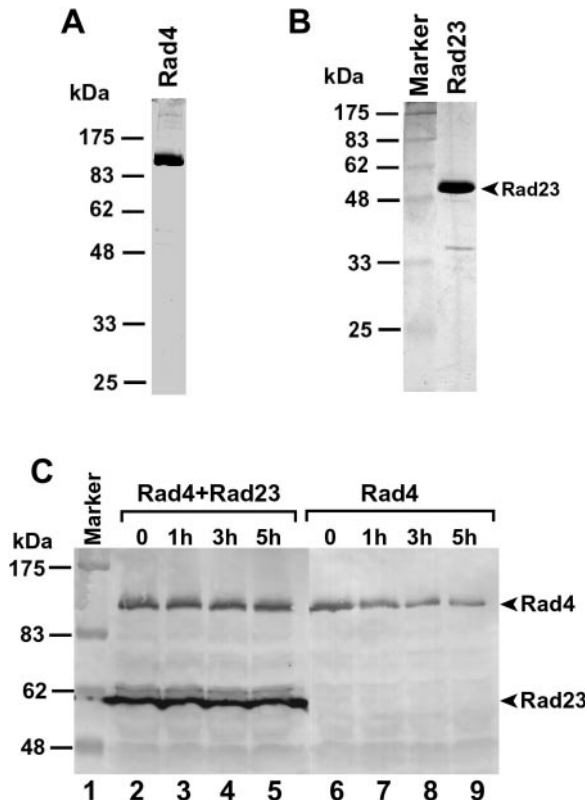 A
Rad4
kDa
175
83
62
48
33
25
B
Marker
Rad23
kDa
175
83
62
48
33
25
Rad23
C
Marker
Rad4+Rad23
Rad4
kDa
0 1h 3h 5h 0 1h 3h 5h
175
83
62
48
Rad4
Rad23
1 2 3 4 5 6 7 8 9